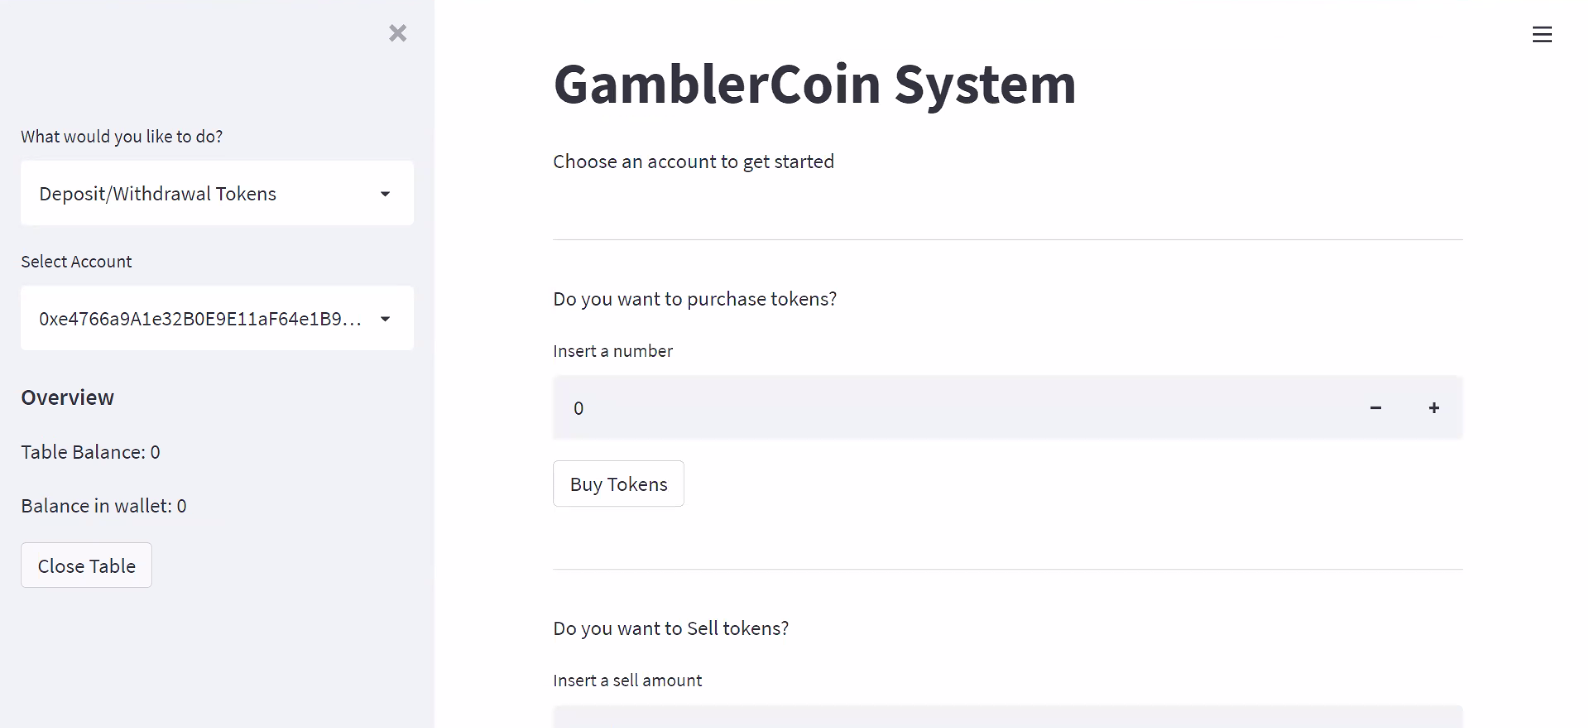 What would you like to do?
Deposit/Withdrawal Tokens
Select Account
0xe4766a9A1e32B0E9E11aF64e1B9...
Overview
Table Balance: 0
Balance in wallet: 0
Close Table
GamblerCoin System
Choose an account to get started
Do you want to purchase tokens?
Insert a number
0
Buy Tokens
Do you want to Sell tokens?
Insert a sell amount